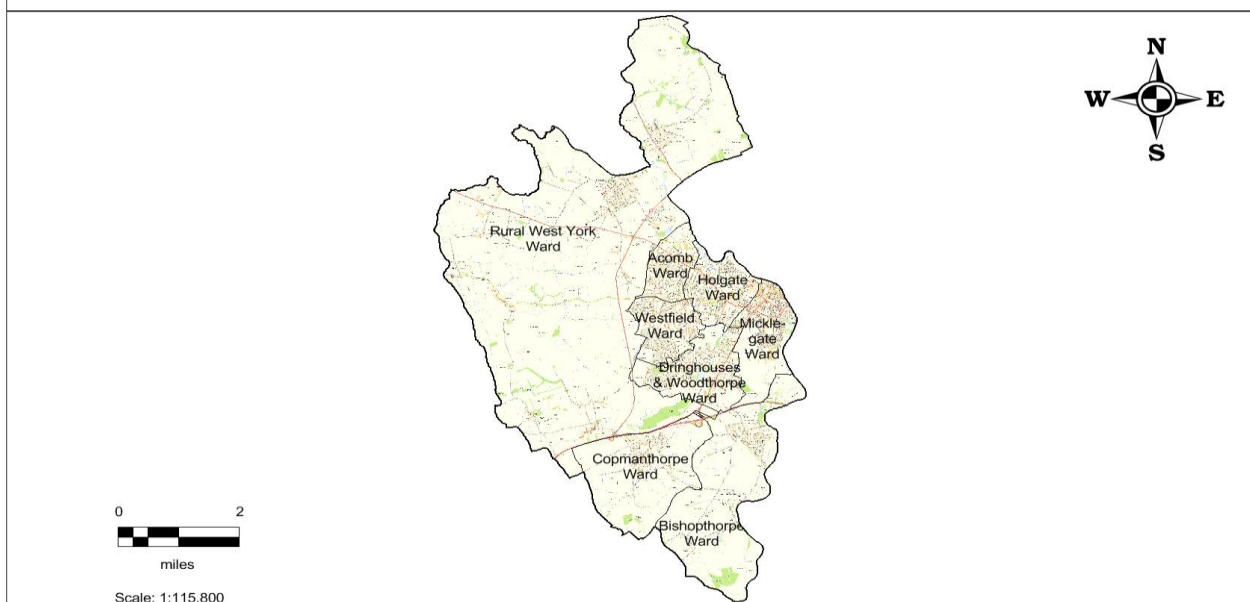 N
W E
S
Rural West York
Ward
Acomb
Ward
Holgate
Ward
Westfield
Ward
Mickle-
gate
Ward
Dringhouses
& Woodthorpe
Ward
Copmanthorpe
Ward
Bishopthorpe
Ward
0 2
miles
Scale: 1:115,800